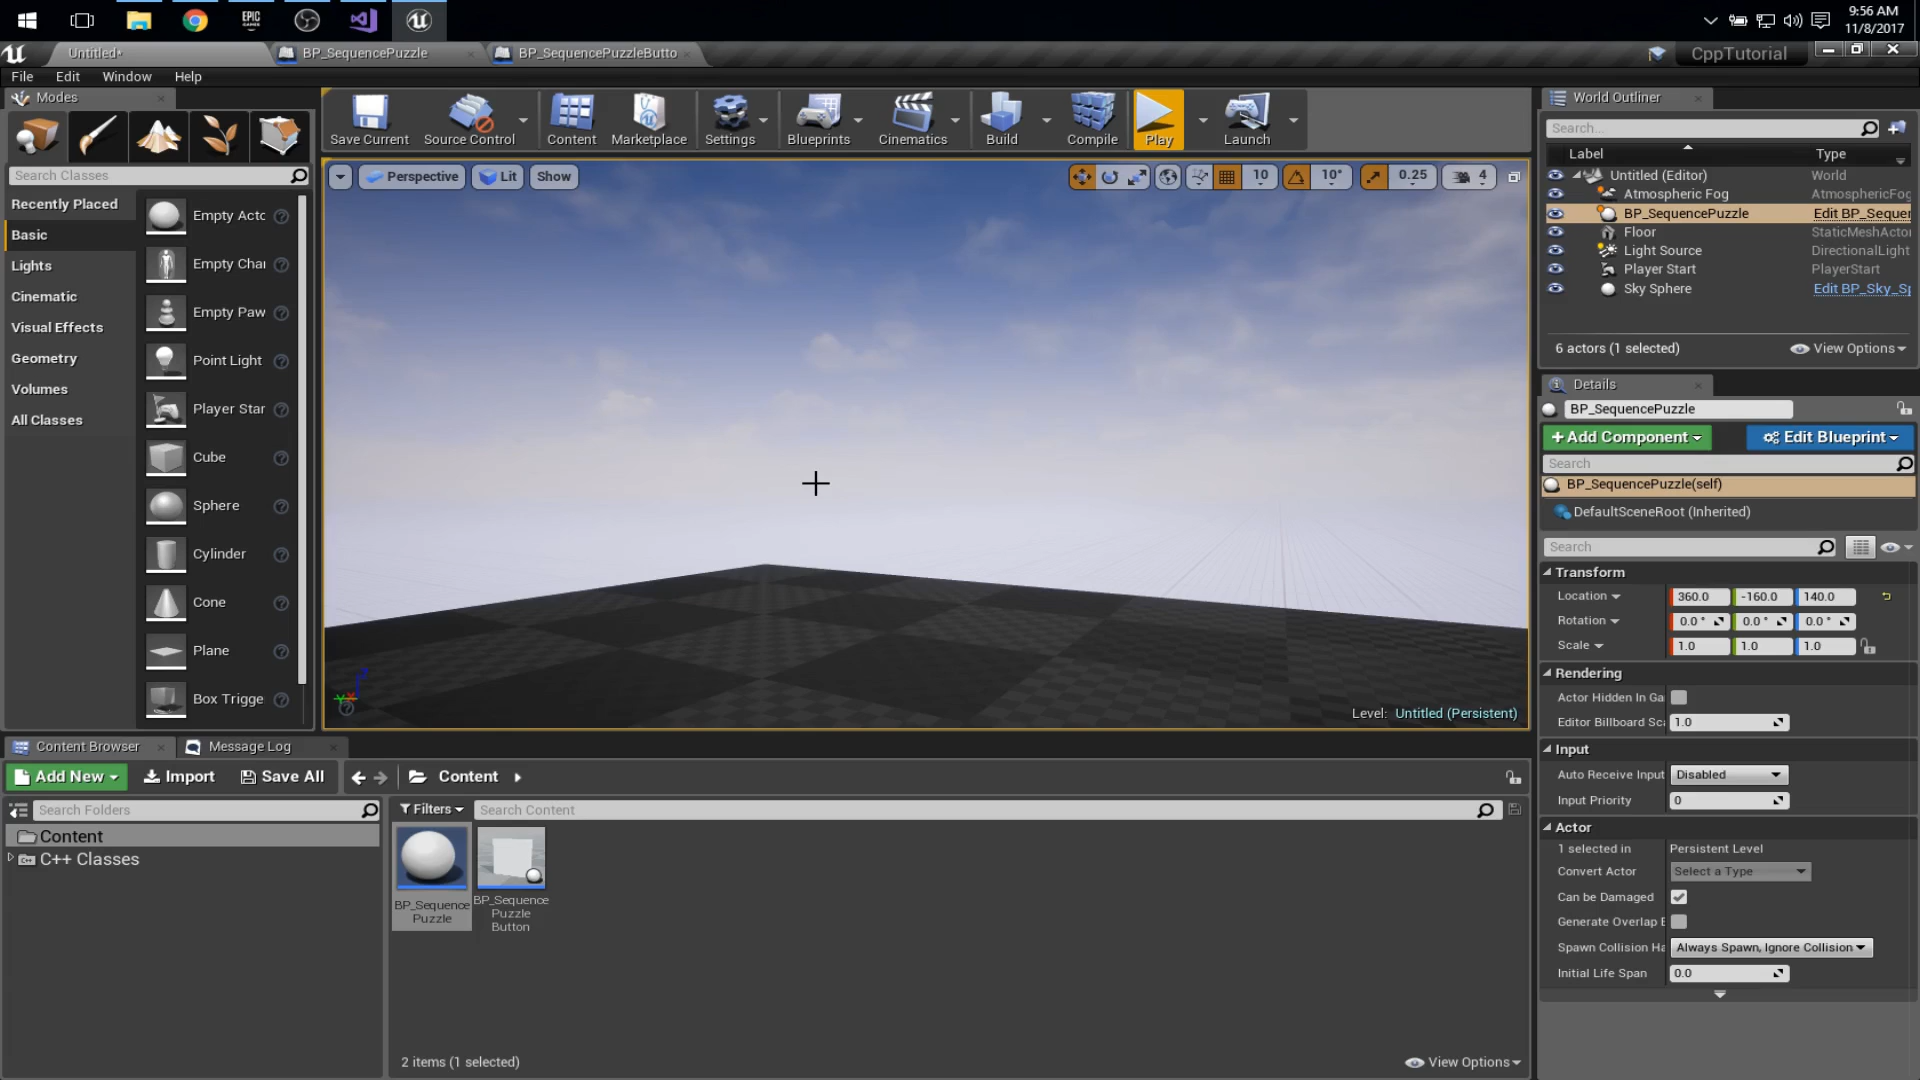 EPIC
GAMES
9:56 AM
11/8/2017
Untitled*
BP_SequencePuzzle
BP_SequencePuzzleButto
CppTutorial
File
Edit
Window
Help
Modes
Save Current
Source Control
Content
Marketplace
Settings
Blueprints
Cinematics
Build
Compile
Play
Launch
World Outliner
Search...
Label
Type
Search Classes
Perspective
Lit
Show
10
10°
0.25
4
Untitled (Editor)
World
Atmospheric Fog
AtmosphericFog
BP_SequencePuzzle
Edit BP_Sequen
Floor
StaticMeshActo
Light Source
DirectionalLight
Player Start
PlayerStart
Sky Sphere
Edit BP_Sky_Sp
6 actors (1 selected)
View Options
Recently Placed
Basic
Lights
Cinematic
Visual Effects
Geometry
Volumes
All Classes
Empty Acto
Empty Char
Empty Paw
Point Light
Player Star
Cube
Sphere
Cylinder
Cone
Plane
Box Trigge
Level: Untitled (Persistent)
Details
BP_SequencePuzzle
+Add Component
Edit Blueprint
Search
BP_SequencePuzzle(self)
DefaultSceneRoot (Inherited)
Search
Transform
Location 360.0 -160.0 140.0
Rotation 0.0° 0.0° 0.0°
Scale 1.0 1.0 1.0
Rendering
Actor Hidden In Ga
Editor Billboard Sca 1.0
Input
Auto Receive Input Disabled
Input Priority 0
Actor
1 selected in Persistent Level
Convert Actor Select a Type
Can be Damaged
Generate Overlap E
Spawn Collision Ha Always Spawn, Ignore Collision
Initial Life Span 0.0
Content Browser
Message Log
Add New
Import
Save All
Content
Search Folders
Filters
Search Content
Content
C++ Classes
BP_Sequence
Puzzle
BP_Sequence
Puzzle
Button
2 items (1 selected)
View Options